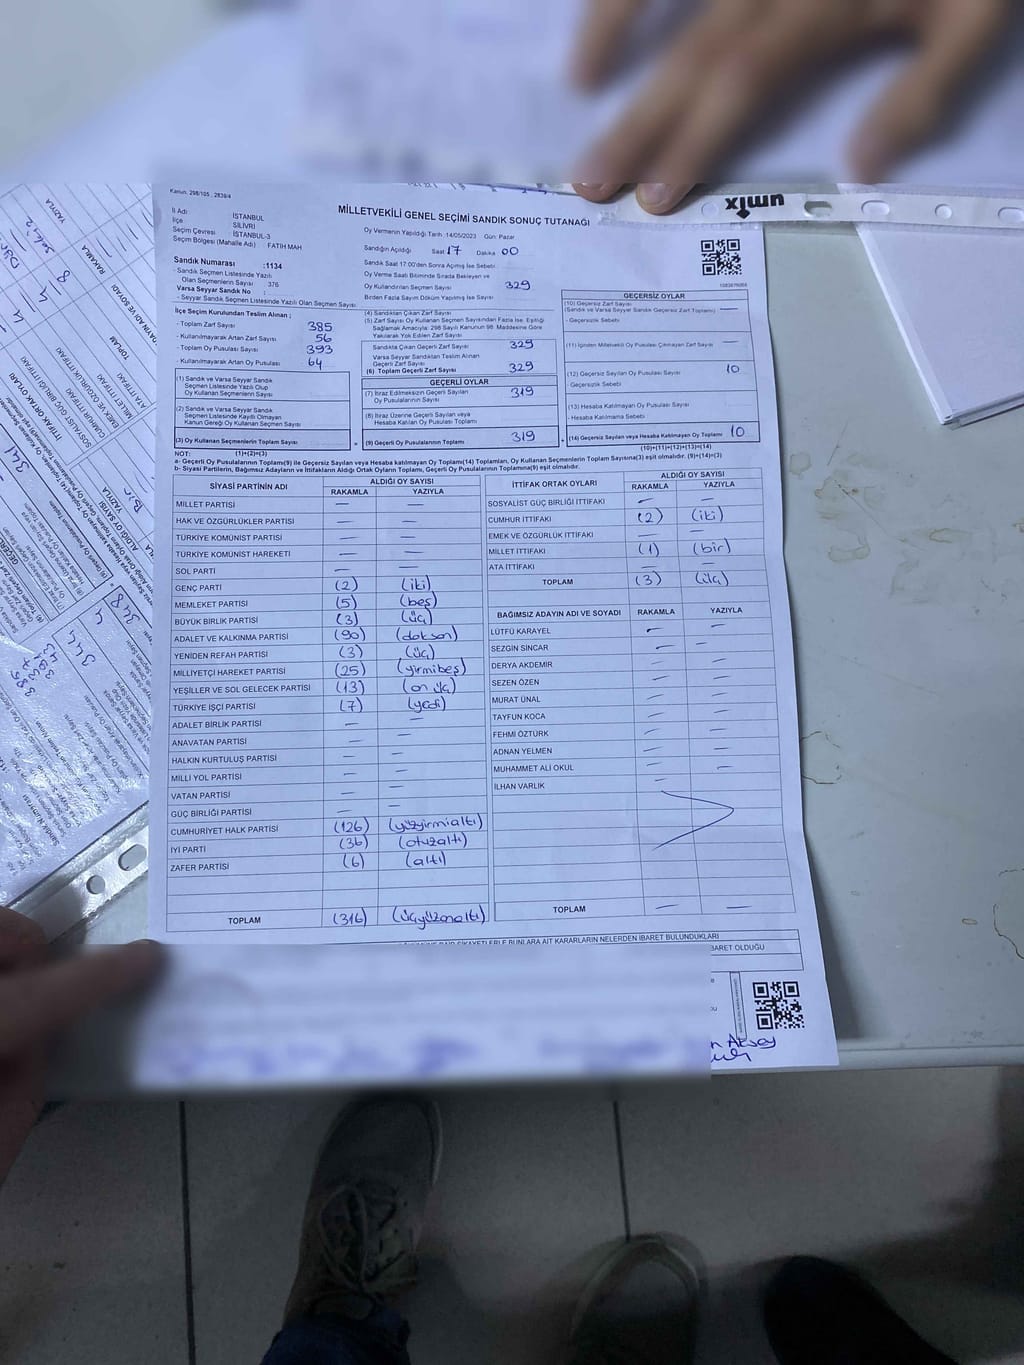 umix
Kanun. 298/105 , 2839/4
MİLLETVEKİLİ GENEL SEÇİMİ SANDIK SONUÇ TUTANAĞI
İl Adı İSTANBUL
İlçe SİLİVRİ
Seçim Çevresi İSTANBUL-3
Seçim Bölgesi (Mahalle Adı) FATİH MAH
Sandık Numarası :1134
- Sandık Seçmen Listesinde Yazılı
Olan Seçmenlerin Sayısı 376
Varsa Seyyar Sandık No :
- Seyyar Sandık Seçmen Listesinde Yazılı Olan Seçmen Sayısı
Oy Vermenin Yapıldığı Tarih :14/05/2023 Gün: Pazar
Sandığın Açıldığı Saat 17 Dakika 00
Sandık Saat 17:00'den Sonra Açılmış İse Sebebi
Oy Verme Saati Bitiminde Sırada Bekleyen ve
Oy Kullandırılan Seçmen Sayısı 329
Birden Fazla Sayım Döküm Yapılmış İse Sayısı
İlçe Seçim Kurulundan Teslim Alınan ;
- Toplam Zarf Sayısı 385
- Kullanılmayarak Artan Zarf Sayısı 56
- Toplam Oy Pusulası Sayısı 393
- Kullanılmayarak Artan Oy Pusulası 64
(1) Sandık ve Varsa Seyyar Sandık
Seçmen Listesinde Yazılı Olup
Oy Kullanan Seçmenlerin Sayısı
(2) Sandık ve Varsa Seyyar Sandık
Seçmen Listesinde Kayıtlı Olmayan
Kanun Gereği Oy Kullanan Seçmen Sayısı
(3) Oy Kullanan Seçmenlerin Toplam Sayısı
(1)+(2)=(3)
(4) Sandıktan Çıkan Zarf Sayısı
(5) Zarf Sayısı Oy Kullanan Seçmen Sayısından Fazla İse, Eşitliği
Sağlamak Amacıyla; 298 Sayılı Kanunun 98. Maddesine Göre
Yakılarak Yok Edilen Zarf Sayısı
Sandıkta Çıkan Geçerli Zarf Sayısı 329
Varsa Seyyar Sandıktan Teslim Alınan
Geçerli Zarf Sayısı
(6) Toplam Geçerli Zarf Sayısı 329
GEÇERLİ OYLAR
(7) İtiraz Edilmeksizin Geçerli Sayılan
Oy Pusulalarının Sayısı 319
(8) İtiraz Üzerine Geçerli Sayılan veya
Hesaba Katılan Oy Pusulası Toplamı
= (9) Geçerli Oy Pusulalarının Toplamı 319
GEÇERSİZ OYLAR
(10) Geçersiz Zarf Sayısı
(Sandık ve Varsa Seyyar Sandık Geçersiz Zarf Toplamı) —
- Geçersizlik Sebebi
(11) İçinden Milletvekili Oy Pusulası Çıkmayan Zarf Sayısı —
(12) Geçersiz Sayılan Oy Pusulası Sayısı 10
- Geçersizlik Sebebi
(13) Hesaba Katılmayan Oy Pusulası Sayısı
- Hesaba Katılmama Sebebi
+ (14) Geçersiz Sayılan veya Hesaba Katılmayan Oy Toplamı 10
(10)+(11)+(12)+(13)=(14)
NOT:
a- Geçerli Oy Pusulalarının Toplamı(9) ile Geçersiz Sayılan veya Hesaba katılmayan Oy Toplamı(14) Toplamları, Oy Kullanan Seçmenlerin Toplam Sayısına(3) eşit olmalıdır. (9)+(14)=(3)
b- Siyasi Partilerin, Bağımsız Adayların ve İttifakların Aldığı Ortak Oyların Toplamı, Geçerli Oy Pusulalarının Toplamına(9) eşit olmalıdır.
SİYASİ PARTİNİN ADI ALDIĞI OY SAYISI
RAKAMLA YAZIYLA
MİLLET PARTİSİ — —
HAK VE ÖZGÜRLÜKLER PARTİSİ — —
TÜRKİYE KOMÜNİST PARTİSİ — —
TÜRKİYE KOMÜNİST HAREKETİ — —
SOL PARTİ — —
GENÇ PARTİ (2) (iki)
MEMLEKET PARTİSİ (5) (beş)
BÜYÜK BİRLİK PARTİSİ (3) (üç)
ADALET VE KALKINMA PARTİSİ (90) (doksan)
YENİDEN REFAH PARTİSİ (3) (üç)
MİLLİYETÇİ HAREKET PARTİSİ (25) (yirmibeş)
YEŞİLLER VE SOL GELECEK PARTİSİ (13) (on üç)
TÜRKİYE İŞÇİ PARTİSİ (7) (yedi)
ADALET BİRLİK PARTİSİ — —
ANAVATAN PARTİSİ — —
HALKIN KURTULUŞ PARTİSİ — —
MİLLİ YOL PARTİSİ — —
VATAN PARTİSİ — —
GÜÇ BİRLİĞİ PARTİSİ — —
CUMHURİYET HALK PARTİSİ (126) (yüzyirmialtı)
İYİ PARTİ (36) (otuzaltı)
ZAFER PARTİSİ (6) (altı)
TOPLAM (316) (üçyüzonaltı)
İTTİFAK ORTAK OYLARI ALDIĞI OY SAYISI
RAKAMLA YAZIYLA
SOSYALİST GÜÇ BİRLİĞİ İTTİFAKI — —
CUMHUR İTTİFAKI (2) (iki)
EMEK VE ÖZGÜRLÜK İTTİFAKI — —
MİLLET İTTİFAKI (1) (bir)
ATA İTTİFAKI — —
TOPLAM (3) (üç)
BAĞIMSIZ ADAYIN ADI VE SOYADI RAKAMLA YAZIYLA
LÜTFÜ KARAYEL — —
SEZGİN SİNCAR — —
DERYA AKDEMİR — —
SEZEN ÖZEN — —
MURAT ÜNAL — —
TAYFUN KOCA — —
FEHMİ ÖZTÜRK — —
ADNAN YELMEN — —
MUHAMMET ALİ OKUL — —
İLHAN VARLIK — —
TOPLAM — —
ŞİKAYETLERLE BUNLARA AİT KARARLARIN NELERDEN İBARET BULUNDUKLARI
BARET OLDUĞU